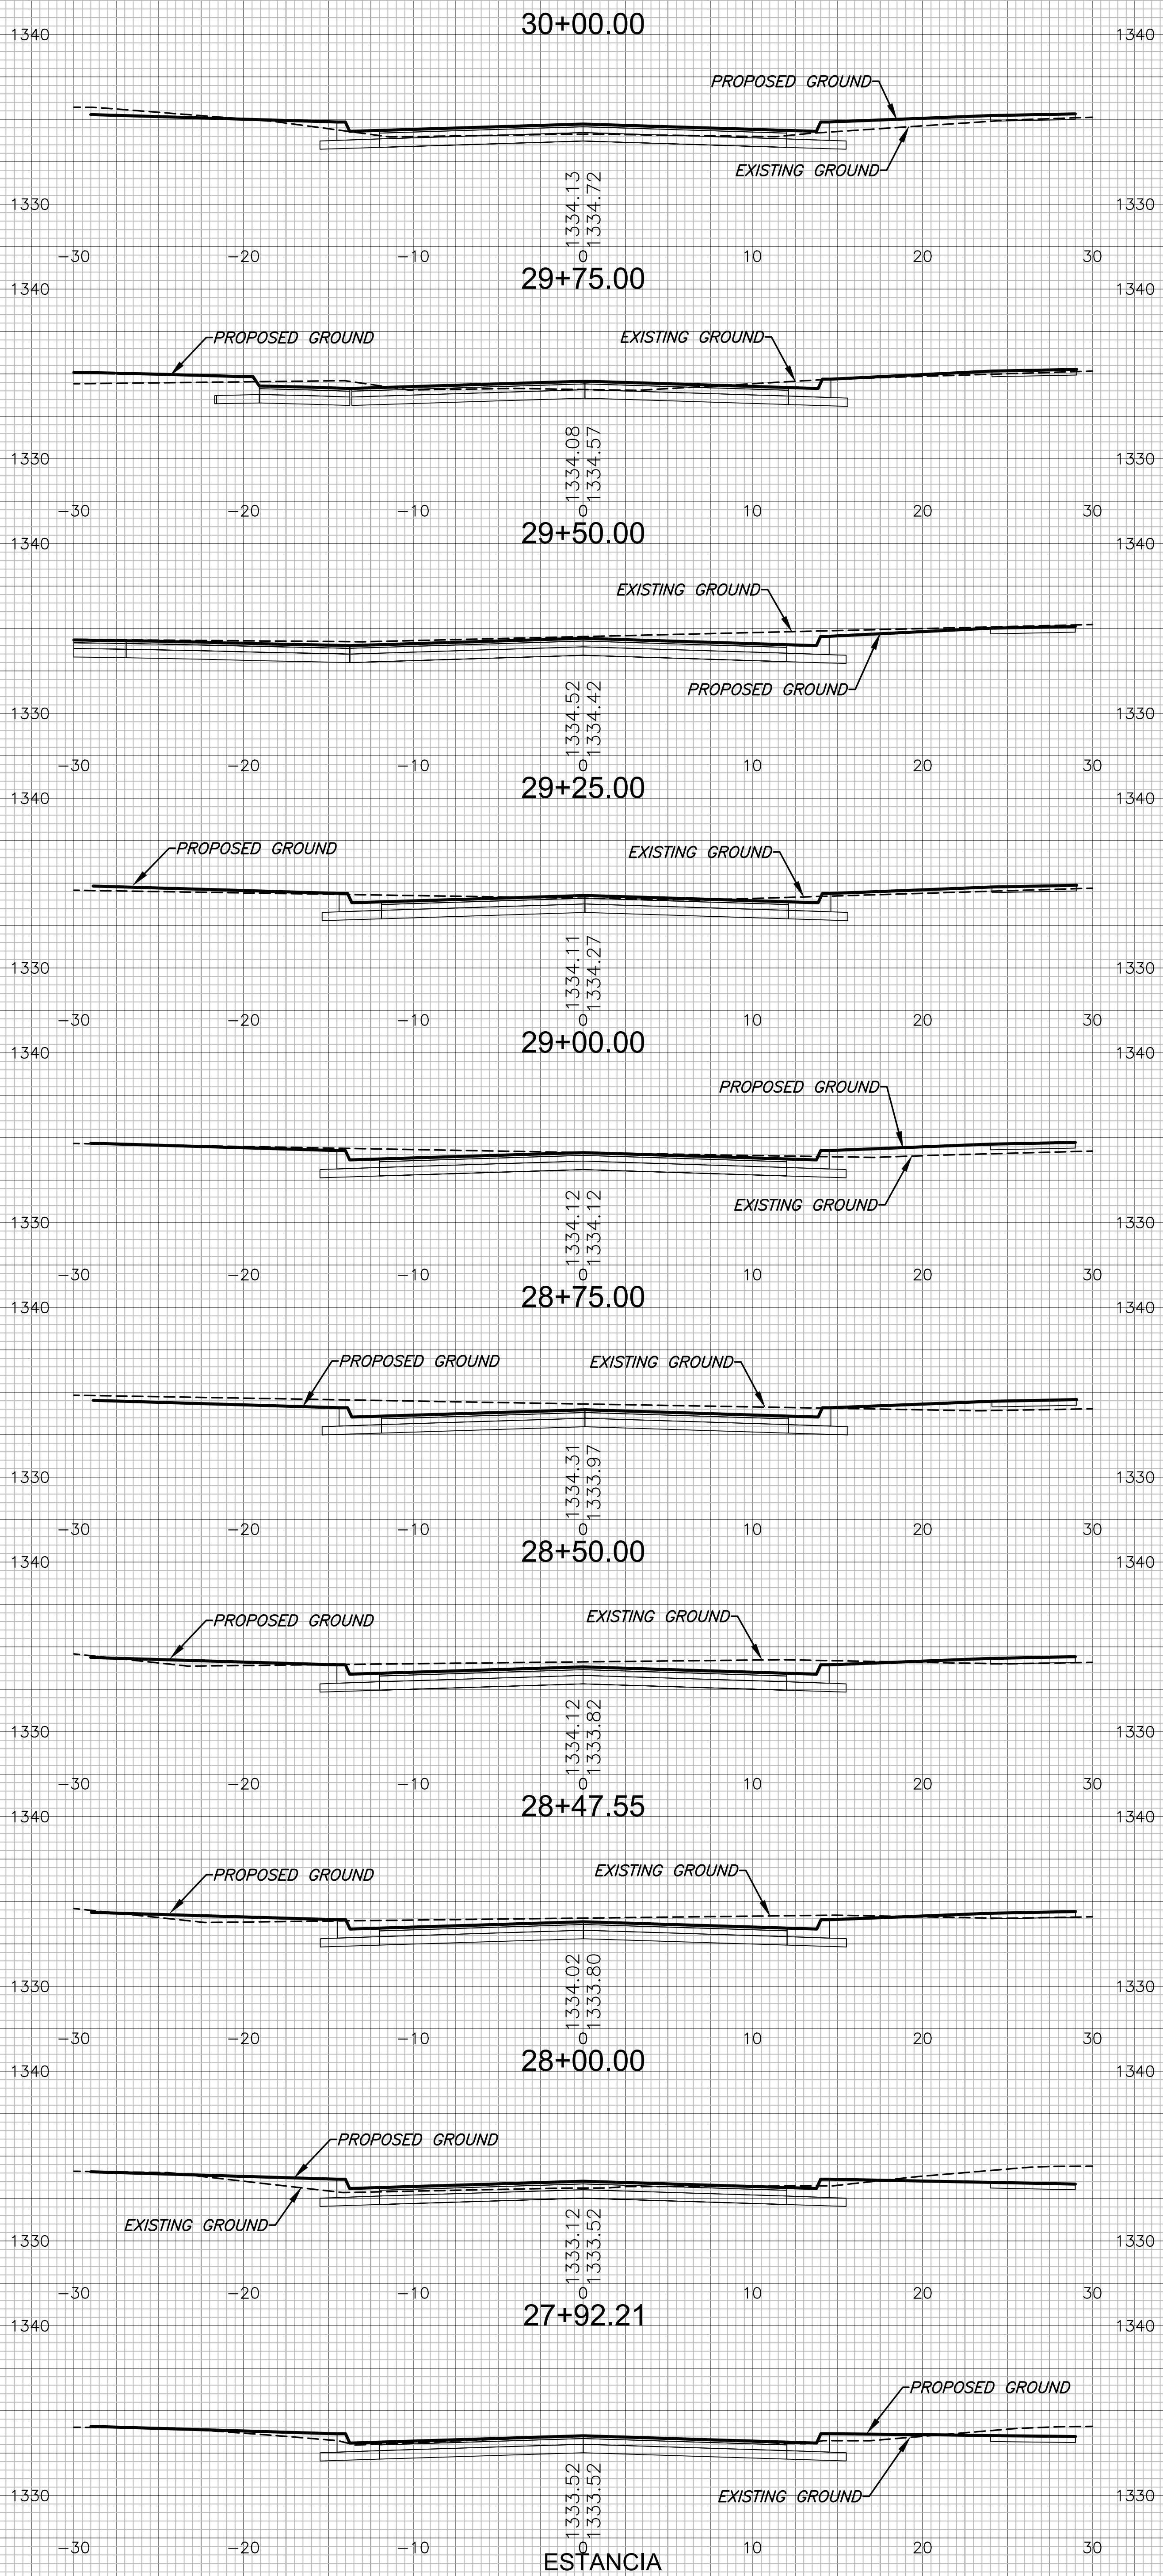 30+00.00
1340 1340
PROPOSED GROUND
EXISTING GROUND
1334.13
1334.72
1330 1330
-30 -20 -10 0 10 20 30
29+75.00
1340 1340
PROPOSED GROUND EXISTING GROUND
1334.08
1334.57
1330 1330
-30 -20 -10 0 10 20 30
29+50.00
1340 1340
EXISTING GROUND
PROPOSED GROUND
1334.52
1334.42
1330 1330
-30 -20 -10 0 10 20 30
29+25.00
1340 1340
PROPOSED GROUND EXISTING GROUND
1334.11
1334.27
1330 1330
-30 -20 -10 0 10 20 30
29+00.00
1340 1340
PROPOSED GROUND
EXISTING GROUND
1334.12
1334.12
1330 1330
-30 -20 -10 0 10 20 30
28+75.00
1340 1340
PROPOSED GROUND EXISTING GROUND
1334.31
1333.97
1330 1330
-30 -20 -10 0 10 20 30
28+50.00
1340 1340
PROPOSED GROUND EXISTING GROUND
1334.12
1333.82
1330 1330
-30 -20 -10 0 10 20 30
28+47.55
1340 1340
PROPOSED GROUND EXISTING GROUND
1334.02
1333.80
1330 1330
-30 -20 -10 0 10 20 30
28+00.00
1340 1340
PROPOSED GROUND
EXISTING GROUND
1333.12
1333.52
1330 1330
-30 -20 -10 0 10 20 30
27+92.21
1340 1340
PROPOSED GROUND
EXISTING GROUND
1333.52
1333.52
1330 1330
-30 -20 -10 0 10 20 30
ESTANCIA